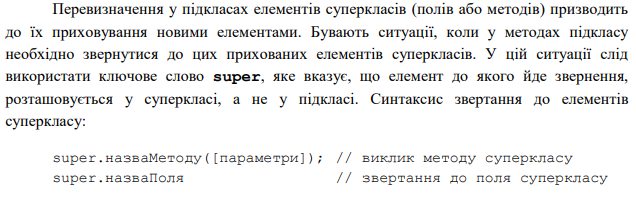 Перевизначення у підкласах елементів суперкласів (полів або методів) призводить
до їх приховування новими елементами. Бувають ситуації, коли у методах підкласу
необхідно звернутися до цих прихованих елементів суперкласів. У цій ситуації слід
використати ключове слово super, яке вказує, що елемент до якого йде звернення,
розташовується у суперкласі, а не у підкласі. Синтаксис звертання до елементів
суперкласу:
super.назваМетоду([параметри]); // виклик методу суперкласу
super.назваПоля // звертання до поля суперкласу